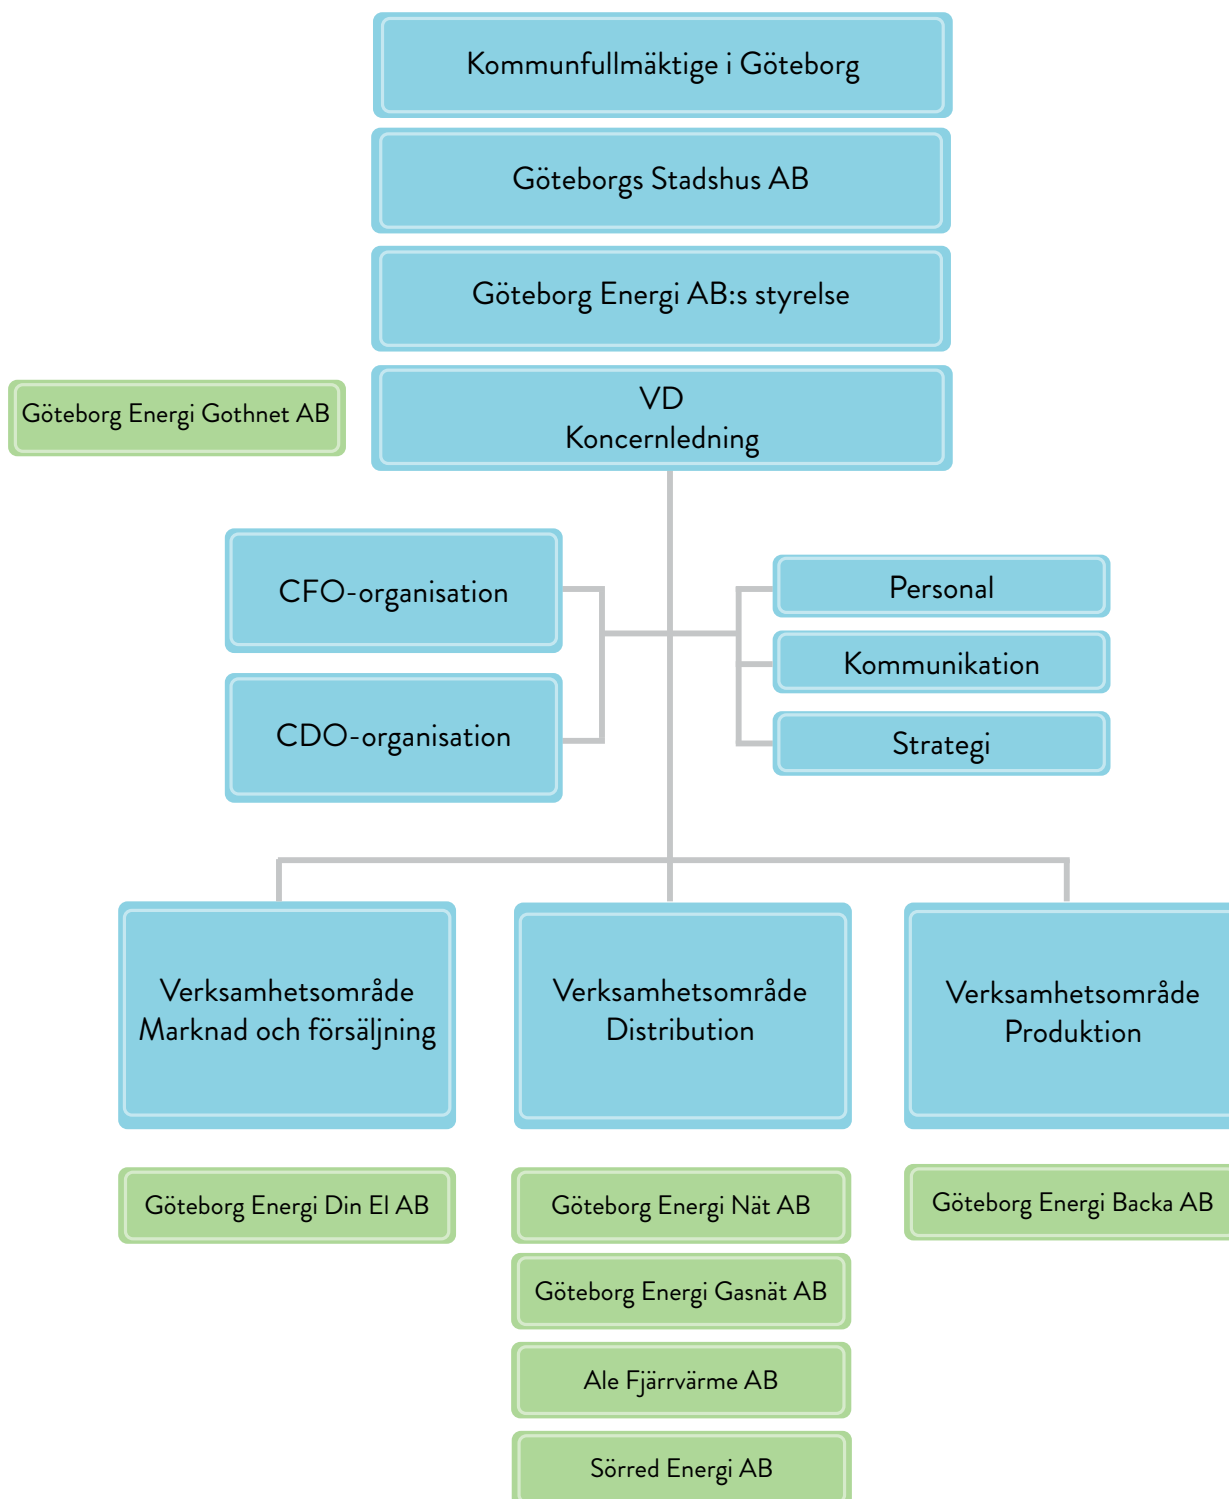 Kommunfullmäktige i Göteborg
Göteborgs Stadshus AB
Göteborg Energi AB:s styrelse
Göteborg Energi Gothnet AB
VD
Koncernledning
CFO-organisation
CDO-organisation
Personal
Kommunikation
Strategi
Verksamhetsområde
Marknad och försäljning
Verksamhetsområde
Distribution
Verksamhetsområde
Produktion
Göteborg Energi Din El AB
Göteborg Energi Nät AB
Göteborg Energi Gasnät AB
Ale Fjärrvärme AB
Sörred Energi AB
Göteborg Energi Backa AB